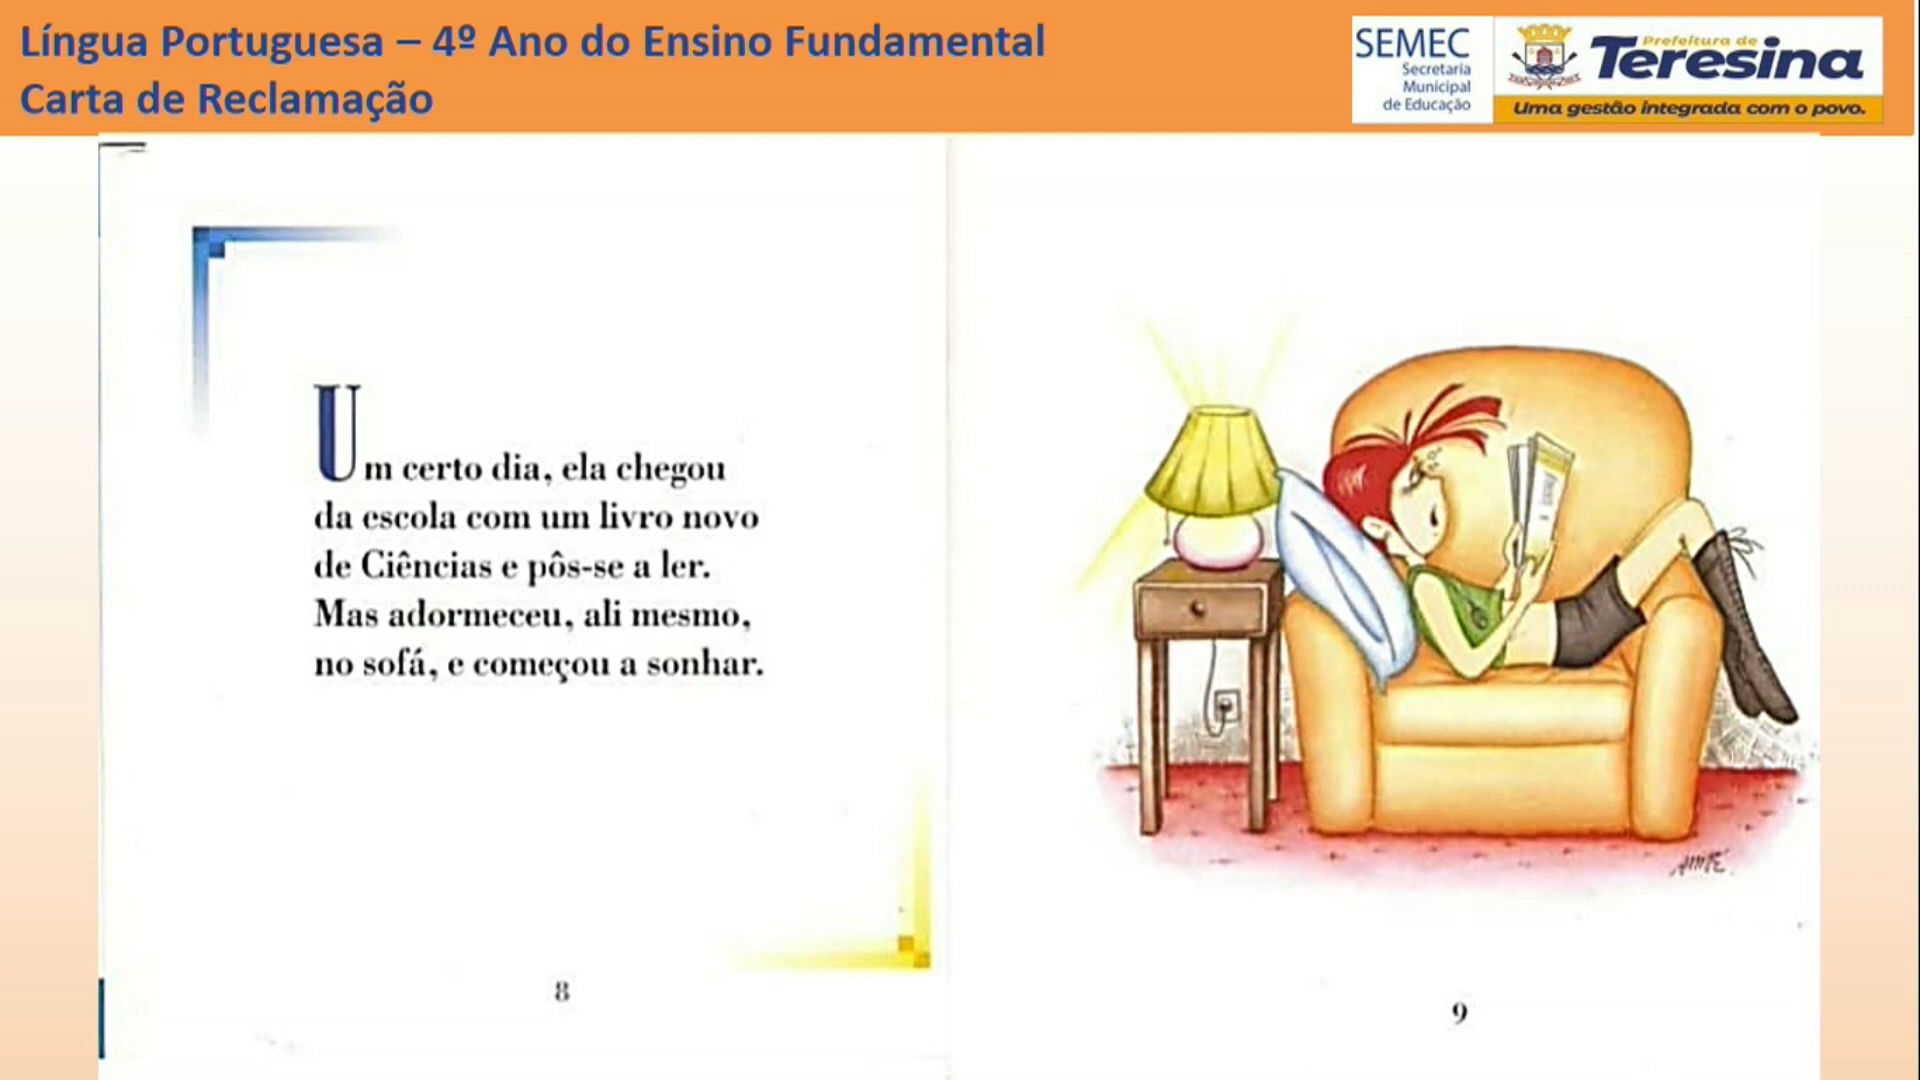 Língua Portuguesa – 4º Ano do Ensino Fundamental
Carta de Reclamação
SEMEC
Secretaria
Municipal
de Educação
Prefeitura de
Teresina
Uma gestão integrada com o povo.
Um certo dia, ela chegou
da escola com um livro novo
de Ciências e pôs-se a ler.
Mas adormeceu, ali mesmo,
no sofá, e começou a sonhar.
8
9